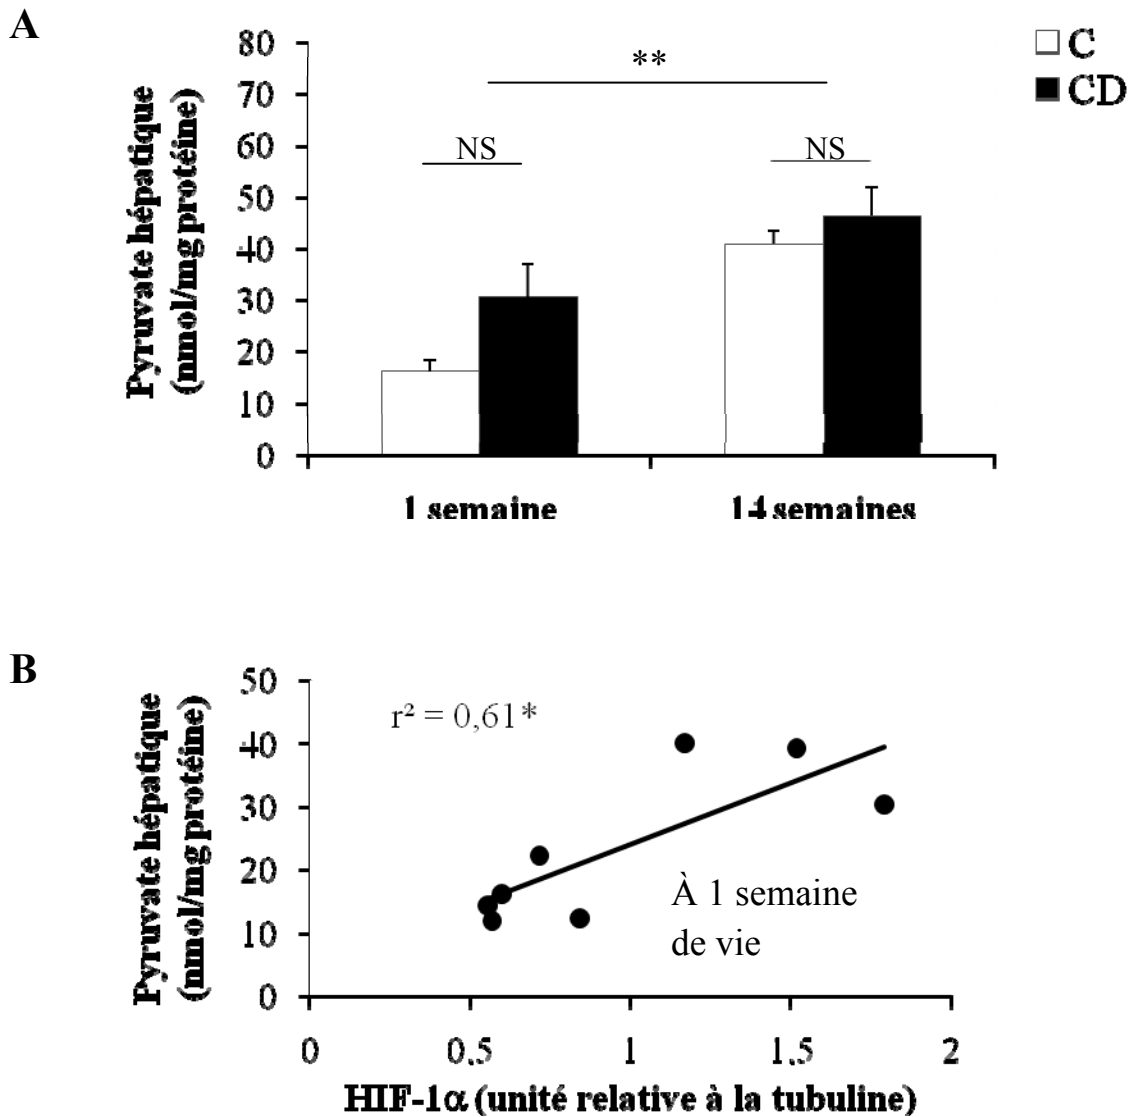 A
Pyruvate hépatique
(nmol/mg protéine)
80
70
60
50
40
30
20
10
0
**
NS
NS
C
CD
1 semaine
14 semaines
B
Pyruvate hépatique
(nmol/mg protéine)
50
40
30
20
10
0
r² = 0,61*
À 1 semaine
de vie
0
0.5
1
1.5
2
HIF-1α (unité relative à la tubuline)